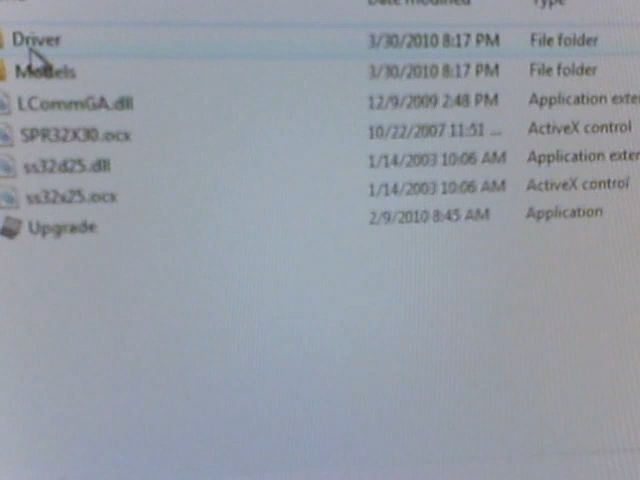 Date modified Type
Driver 3/30/2010 8:17 PM File folder
Models 3/30/2010 8:17 PM File folder
LCommGA.dll 12/9/2009 2:48 PM Application exte
SPR32X30.ocx 10/22/2007 11:51 ... ActiveX control
ss32d25.dll 1/14/2003 10:06 AM Application exter
ss32x25.ocx 1/14/2003 10:06 AM ActiveX control
Upgrade 2/9/2010 8:45 AM Application